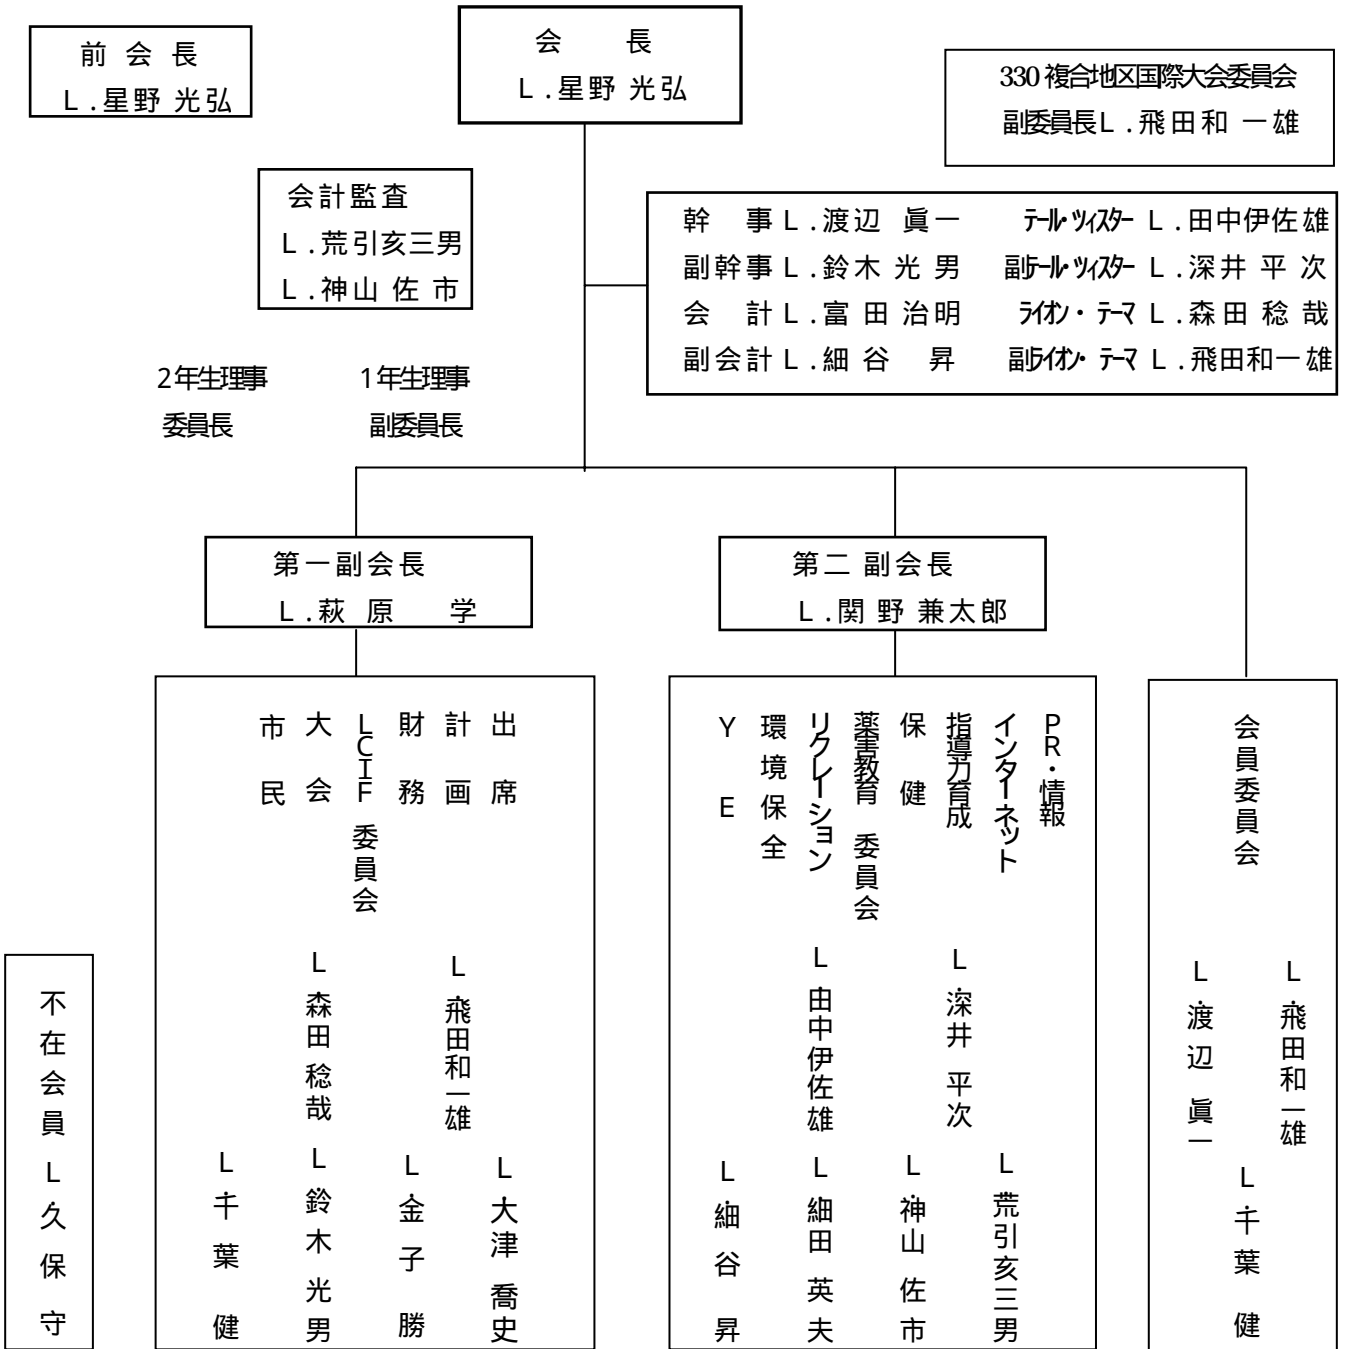 前 会 長
L.星野 光弘
会 長
L.星野 光弘
330複合地区国際大会委員会
副委員長L.飛田和 一雄
会計監査
L.荒引亥三男
L.神山 佐 市
幹 事 L.渡辺 眞一 テール・ツィスター L.田中伊佐雄
副幹事 L.鈴木 光 男 副テール・ツィスター L.深井 平 次
会 計 L.富田 治明 ライオン・テーマ L.森田 稔 哉
副会計 L.細谷 昇 副ライオン・テーマ L.飛田和一雄
2年生理事 1年生理事
委員長 副委員長
第一副会長
L.萩 原 学
第二 副会長
L.関 野 兼太郎
出席
計画
財務
LCIF 委員会
大会
市民
L.飛田和一雄
L.森田 稔哉
L.大津 喬史
L.金子 勝
L.鈴木光男
L.千葉 健
PR・情報
インターネット
指導力育成
保健
薬害教育 委員会
リクレーション
環境保全
YE
L.深井 平次
L.田中伊佐雄
L.荒引亥三男
L.神山佐市
L.細田 英夫
L.細谷 昇
会員委員会
L.飛田和一雄
L.渡辺 眞一
L.千葉 健
不在会員 L.久保 守